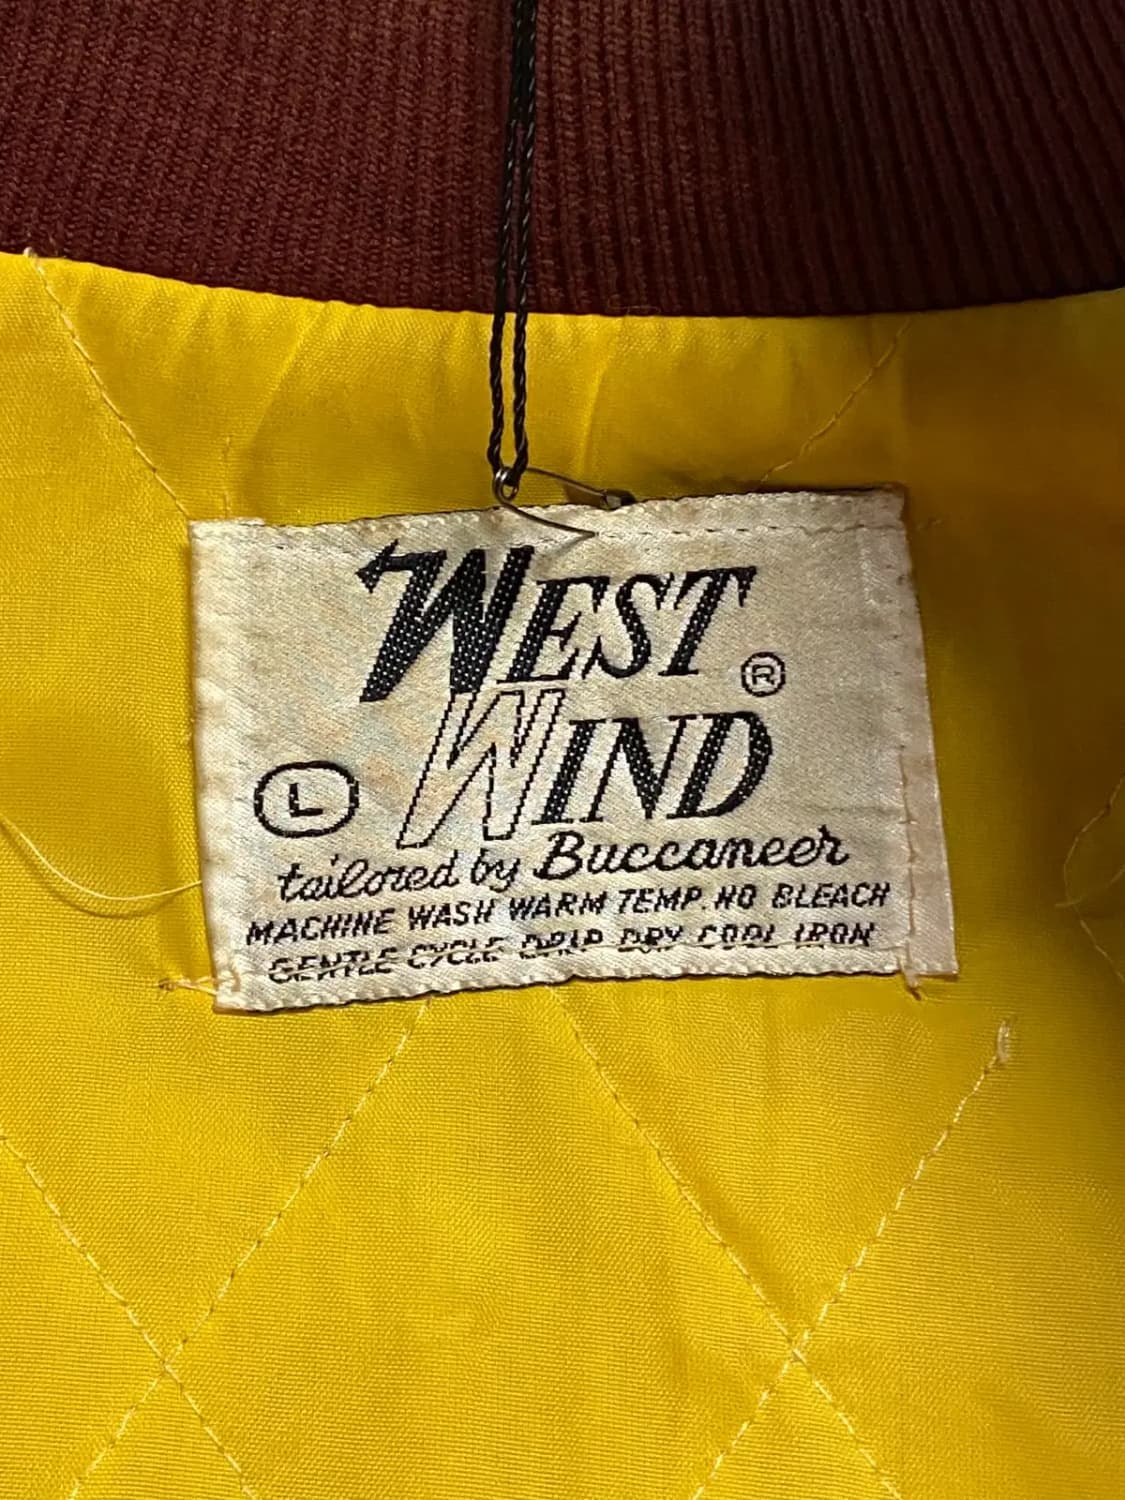 WEST
WIND ®
L
tailored by Buccaneer
MACHINE WASH WARM TEMP. NO BLEACH
GENTLE CYCLE DRIP DRY COOL IRON